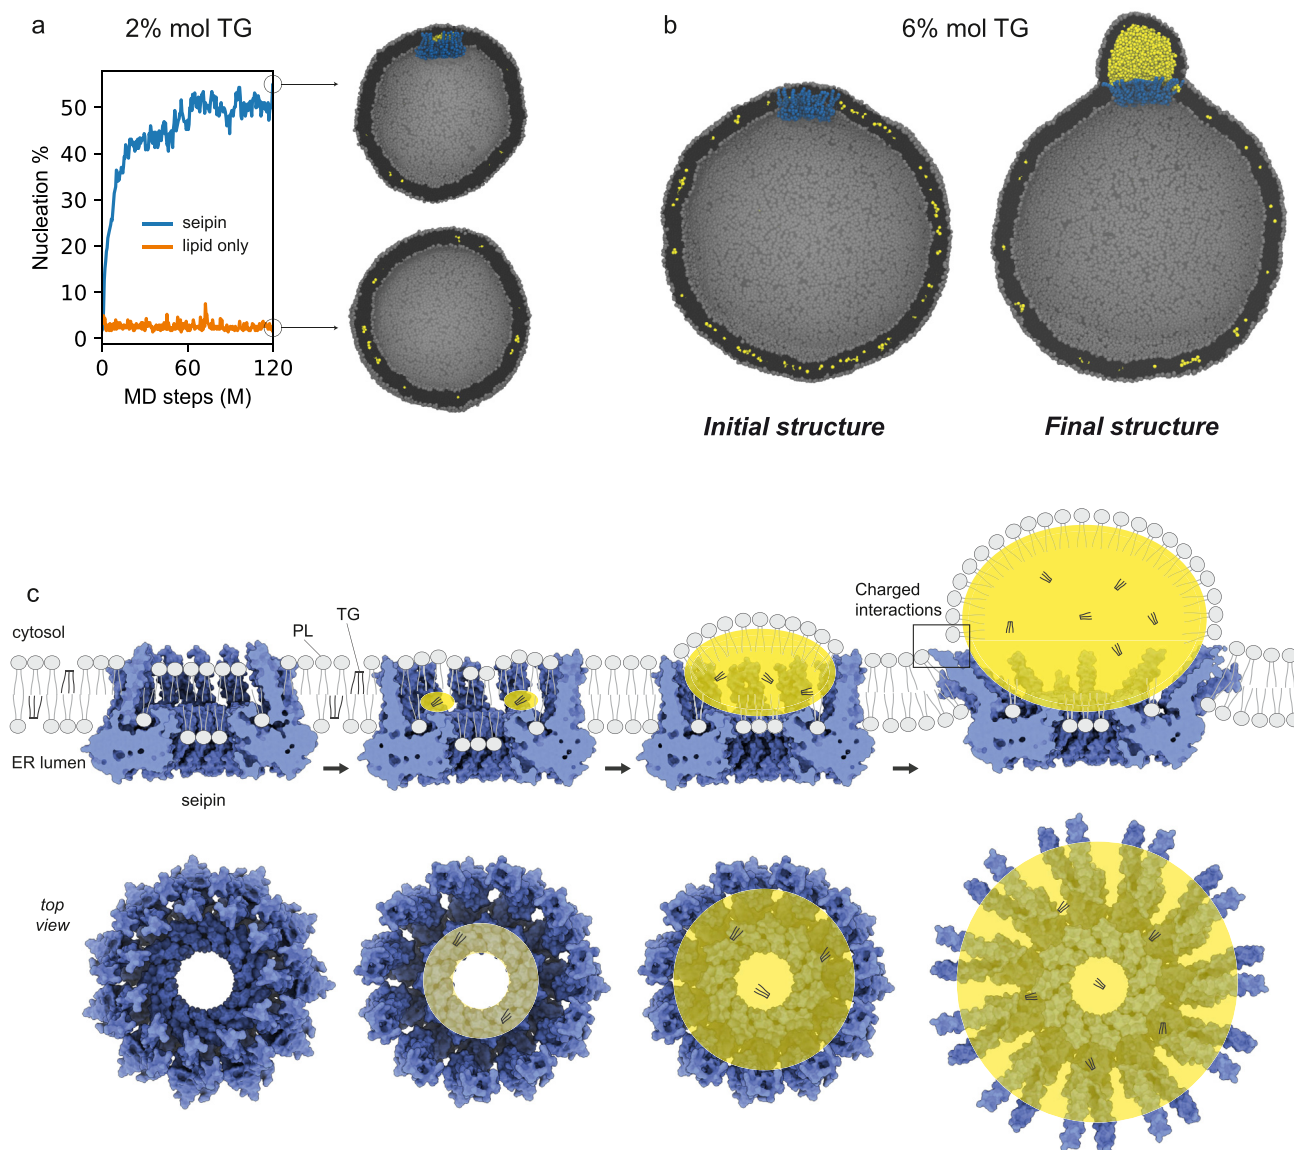 a
2% mol TG
Nucleation %
50
40
30
20
10
0
seipin
lipid only
0
60
120
MD steps (M)
b
6% mol TG
Initial structure
Final structure
c
cytosol
PL
TG
Charged
interactions
ER lumen
seipin
top
view